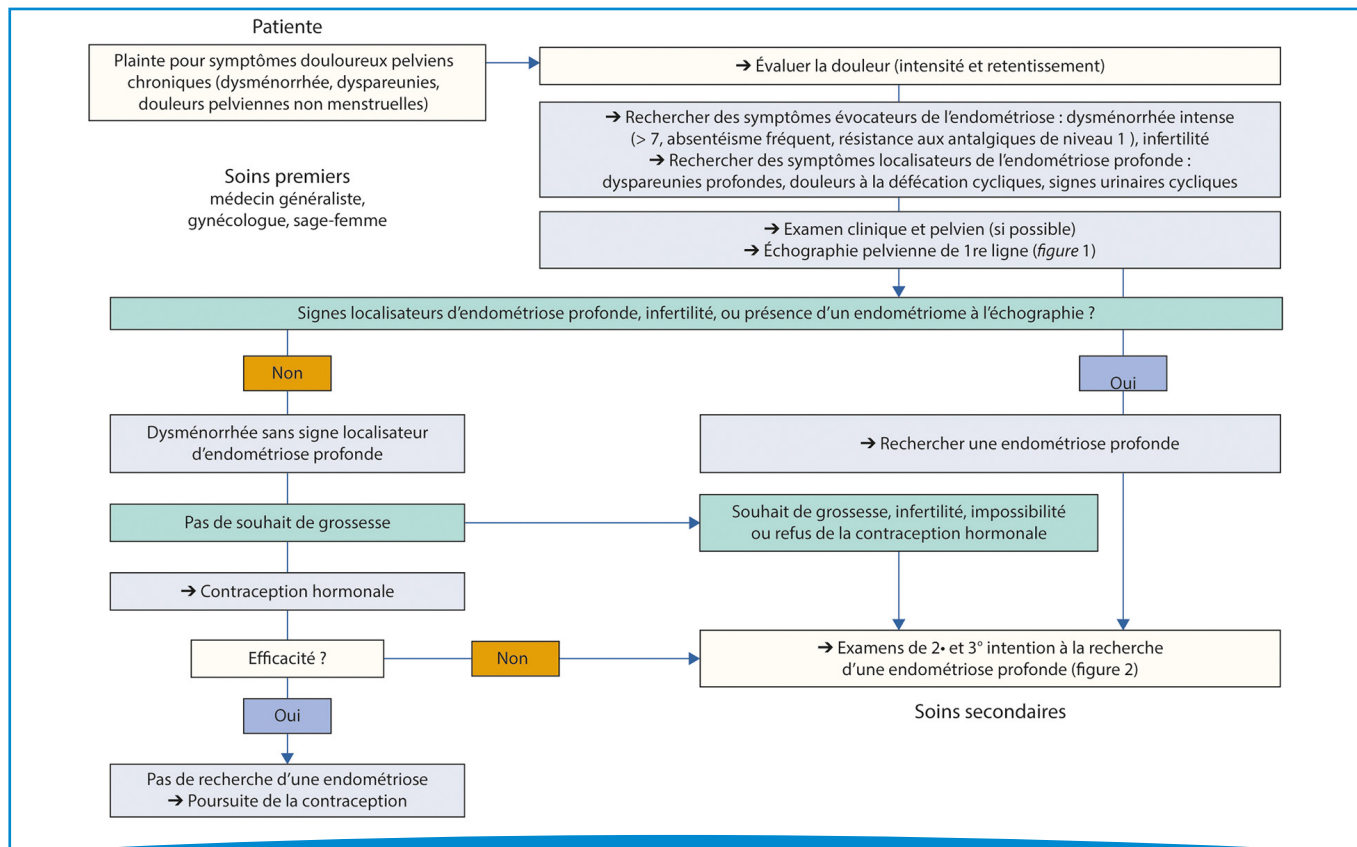 Patiente
Plainte pour symptômes douloureux pelviens
chroniques (dysménorrhée, dyspareunies,
douleurs pelviennes non menstruelles)
➔ Évaluer la douleur (intensité et retentissement)
➔ Rechercher des symptômes évocateurs de l’endométriose : dysménorrhée intense
(> 7, absentéisme fréquent, résistance aux antalgiques de niveau 1 ), infertilité
➔ Rechercher des symptômes localisateurs de l’endométriose profonde :
dyspareunies profondes, douleurs à la défécation cycliques, signes urinaires cycliques
Soins premiers
médecin généraliste,
gynécologue, sage-femme
➔ Examen clinique et pelvien (si possible)
➔ Échographie pelvienne de 1re ligne (figure 1)
Signes localisateurs d’endométriose profonde, infertilité, ou présence d’un endométriome à l’échographie ?
Non
Oui
Dysménorrhée sans signe localisateur
d’endométriose profonde
➔ Rechercher une endométriose profonde
Pas de souhait de grossesse
Souhait de grossesse, infertilité, impossibilité
ou refus de la contraception hormonale
➔ Contraception hormonale
Efficacité ?
Non
➔ Examens de 2• et 3° intention à la recherche
d’une endométriose profonde (figure 2)
Oui
Soins secondaires
Pas de recherche d’une endométriose
➔ Poursuite de la contraception